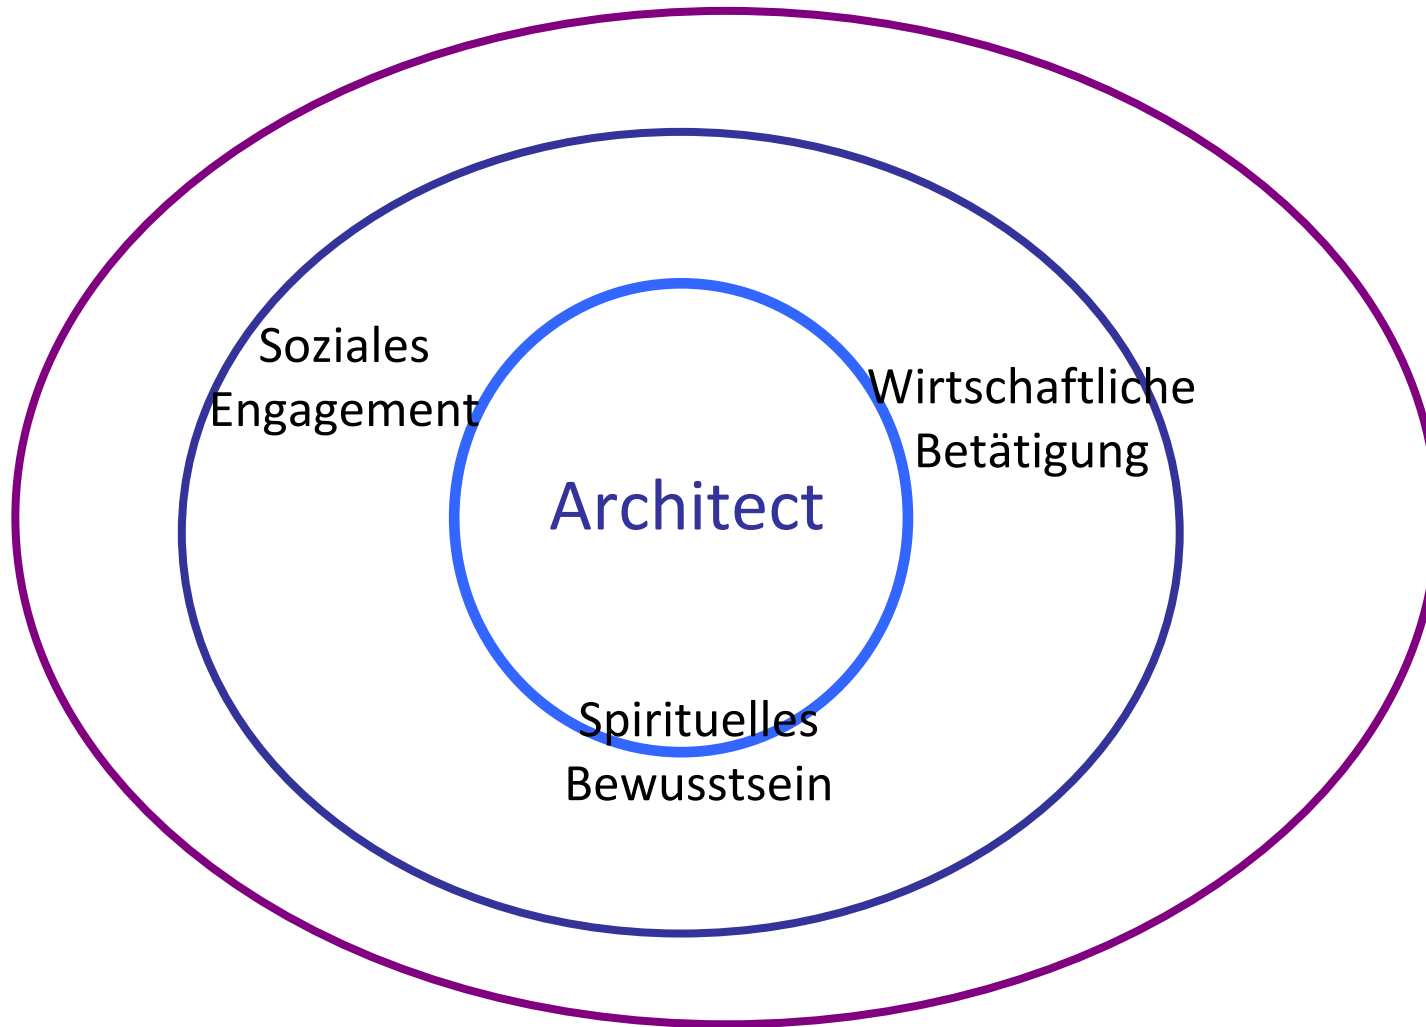 Soziales
Engagement
Wirtschaftliche
Betätigung
Architect
Spirituelles
Bewusstsein